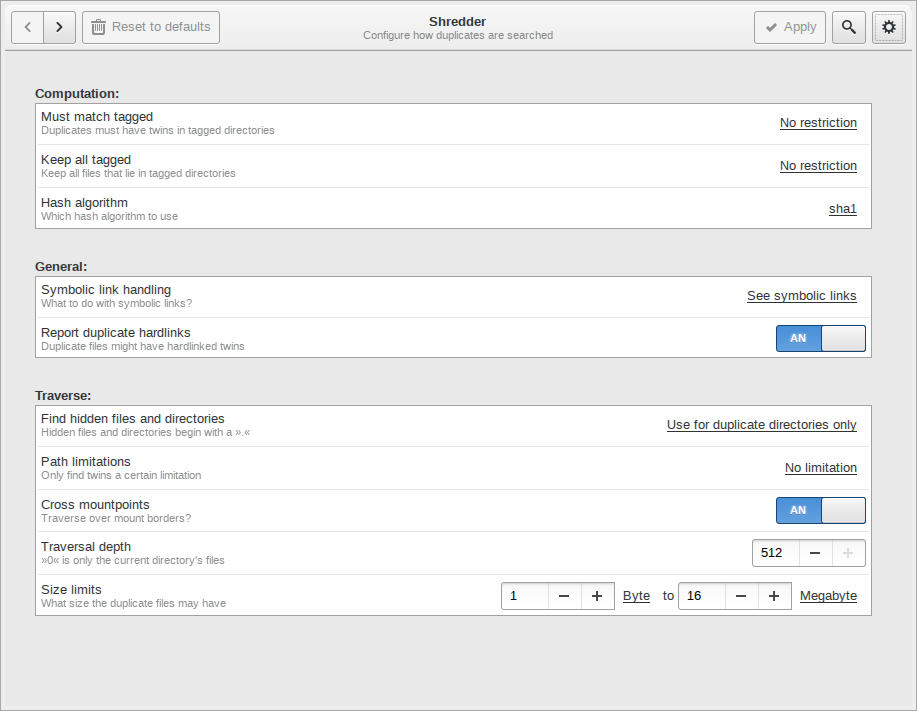 Reset to defaults
Shredder
Configure how duplicates are searched
Apply
Computation:
Must match tagged
Duplicates must have twins in tagged directories
No restriction
Keep all tagged
Keep all files that lie in tagged directories
No restriction
Hash algorithm
Which hash algorithm to use
sha1
General:
Symbolic link handling
What to do with symbolic links?
See symbolic links
Report duplicate hardlinks
Duplicate files might have hardlinked twins
AN
Traverse:
Find hidden files and directories
Hidden files and directories begin with a ».«
Use for duplicate directories only
Path limitations
Only find twins a certain limitation
No limitation
Cross mountpoints
Traverse over mount borders?
AN
Traversal depth
»0« is only the current directory's files
512 − +
Size limits
What size the duplicate files may have
1 − + Byte to 16 − + Megabyte